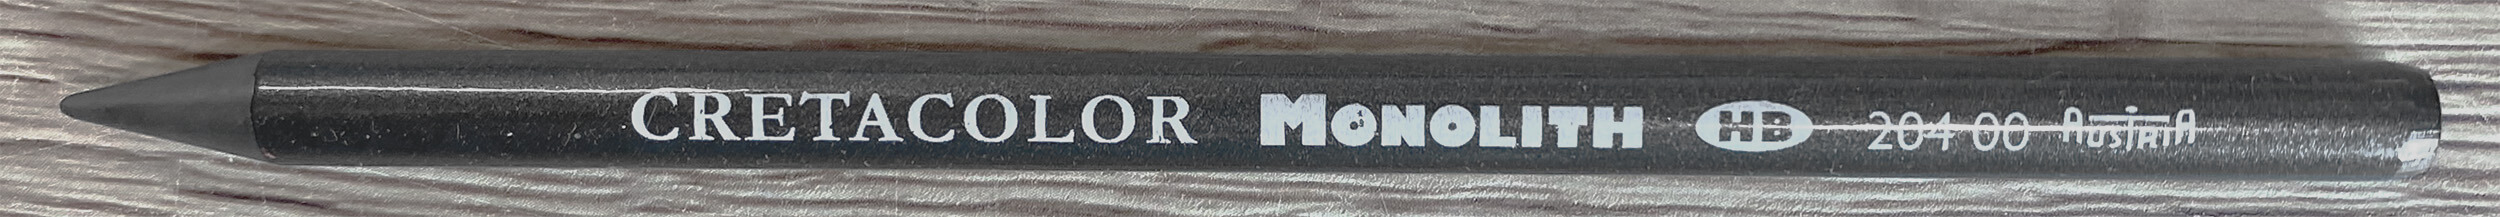 CRETACOLOR MONOLITH HB 204 00 AUSTRIA